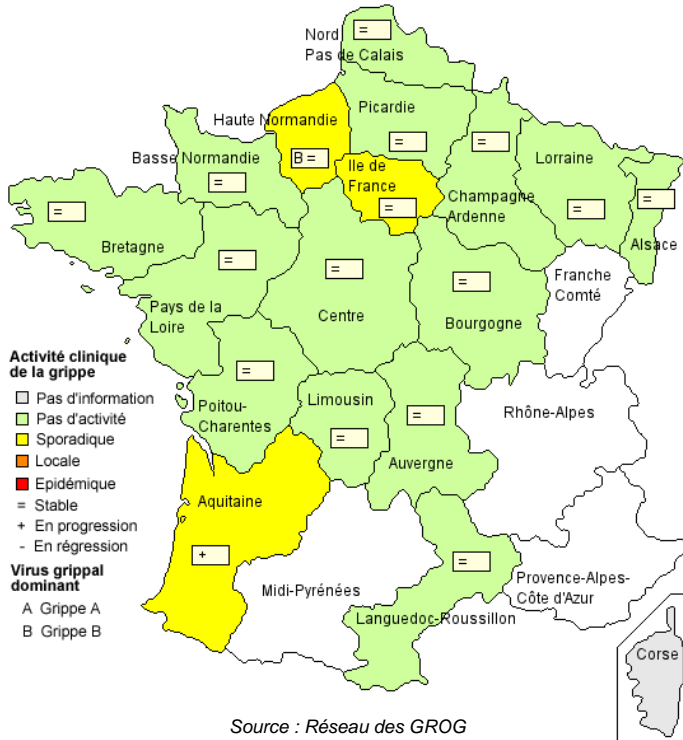 Nord
=
Pas de Calais
Picardie
=
Haute Normandie
B =
Ile de
France
=
Basse Normandie
=
Champagne
Ardenne
=
Lorraine
=
Alsace
=
Bretagne
=
Pays de la
Loire
=
Centre
=
Bourgogne
=
Franche
Comté
Poitou-
Charentes
=
Limousin
=
Auvergne
=
Rhône-Alpes
Aquitaine
+
Midi-Pyrénées
Languedoc-Roussillon
=
Provence-Alpes-
Côte d'Azur
Corse
Activité clinique
de la grippe
Pas d'information
Pas d'activité
Sporadique
Locale
Epidémique
= Stable
+ En progression
- En régression
Virus grippal
dominant
A Grippe A
B Grippe B
Source : Réseau des GROG